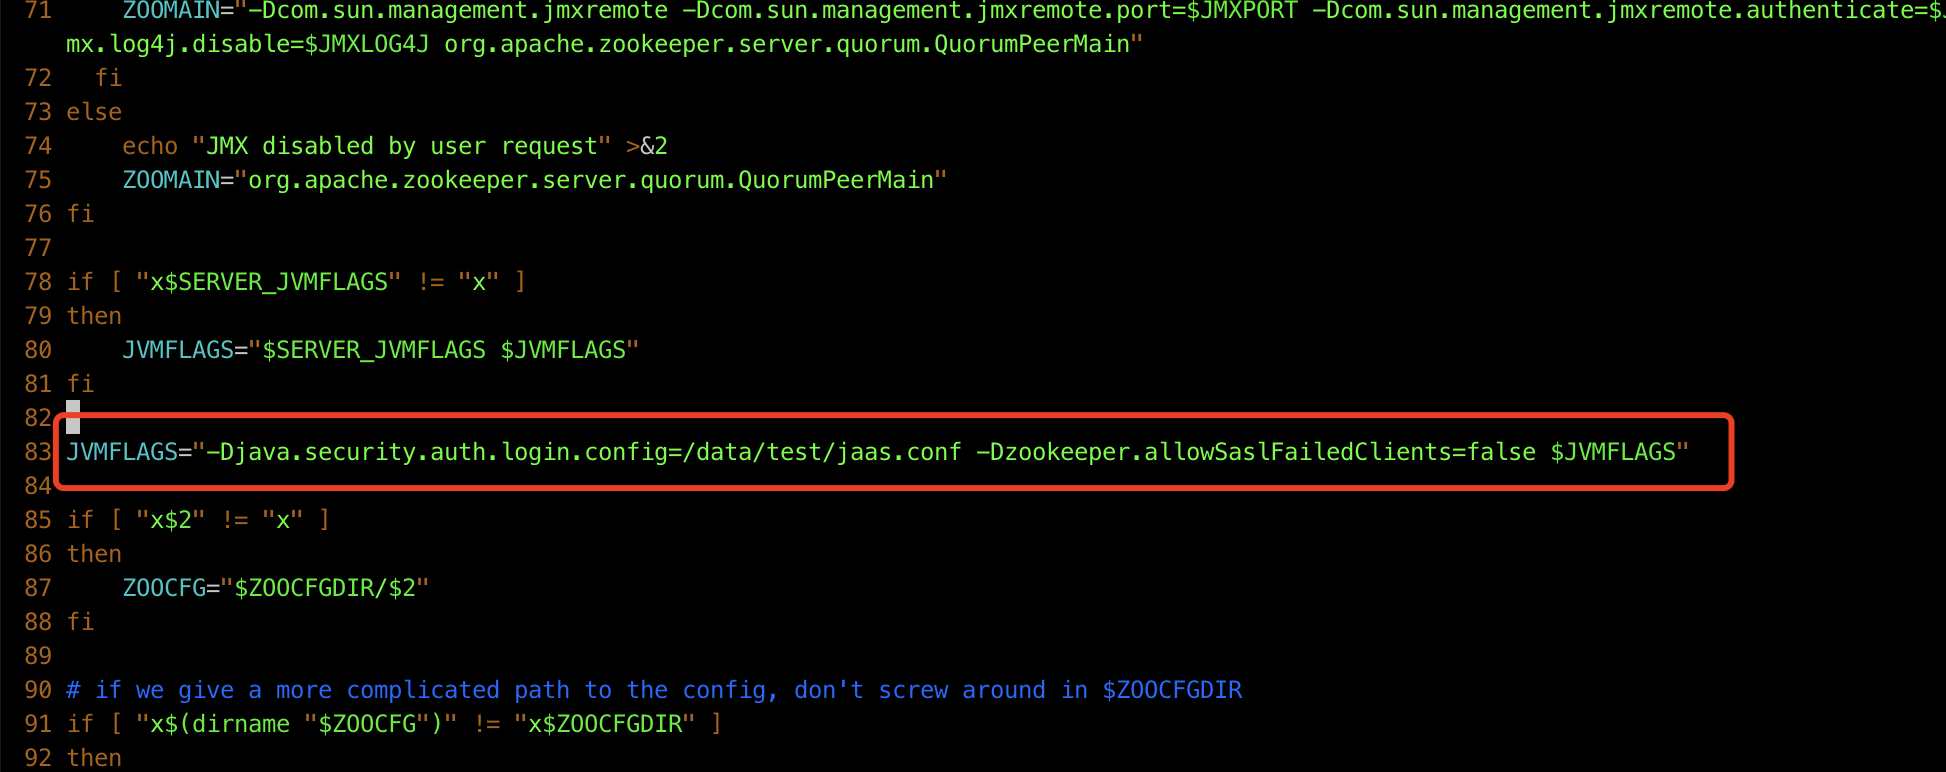 71     ZOOMAIN="-Dcom.sun.management.jmxremote -Dcom.sun.management.jmxremote.port=$JMXPORT -Dcom.sun.management.jmxremote.authenticate=$J
mx.log4j.disable=$JMXLOG4J org.apache.zookeeper.server.quorum.QuorumPeerMain"
72   fi
73 else
74     echo "JMX disabled by user request" >&2
75     ZOOMAIN="org.apache.zookeeper.server.quorum.QuorumPeerMain"
76 fi
77
78 if [ "x$SERVER_JVMFLAGS" != "x" ]
79 then
80     JVMFLAGS="$SERVER_JVMFLAGS $JVMFLAGS"
81 fi
82
83 JVMFLAGS="-Djava.security.auth.login.config=/data/test/jaas.conf -Dzookeeper.allowSaslFailedClients=false $JVMFLAGS"
84
85 if [ "x$2" != "x" ]
86 then
87     ZOOCFG="$ZOOCFGDIR/$2"
88 fi
89
90 # if we give a more complicated path to the config, don't screw around in $ZOOCFGDIR
91 if [ "x$(dirname "$ZOOCFG")" != "x$ZOOCFGDIR" ]
92 then